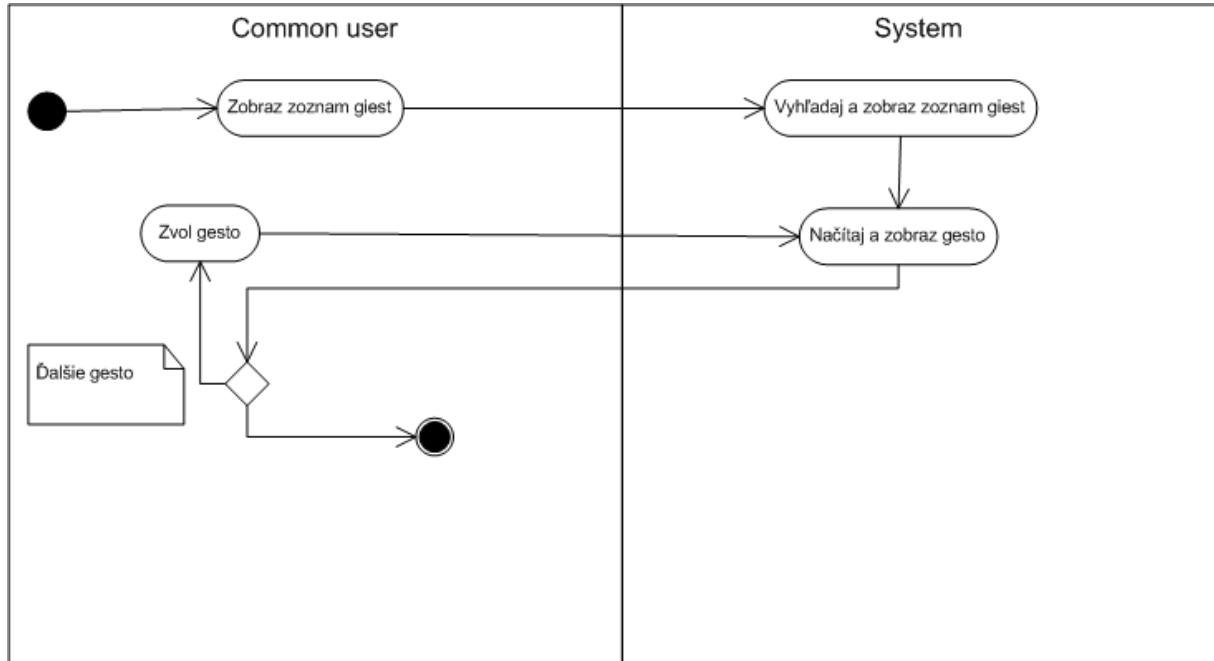 Common user
System
Zobraz zoznam giest
Vyhľadaj a zobraz zoznam giest
Zvol gesto
Načítaj a zobraz gesto
Ďalšie gesto